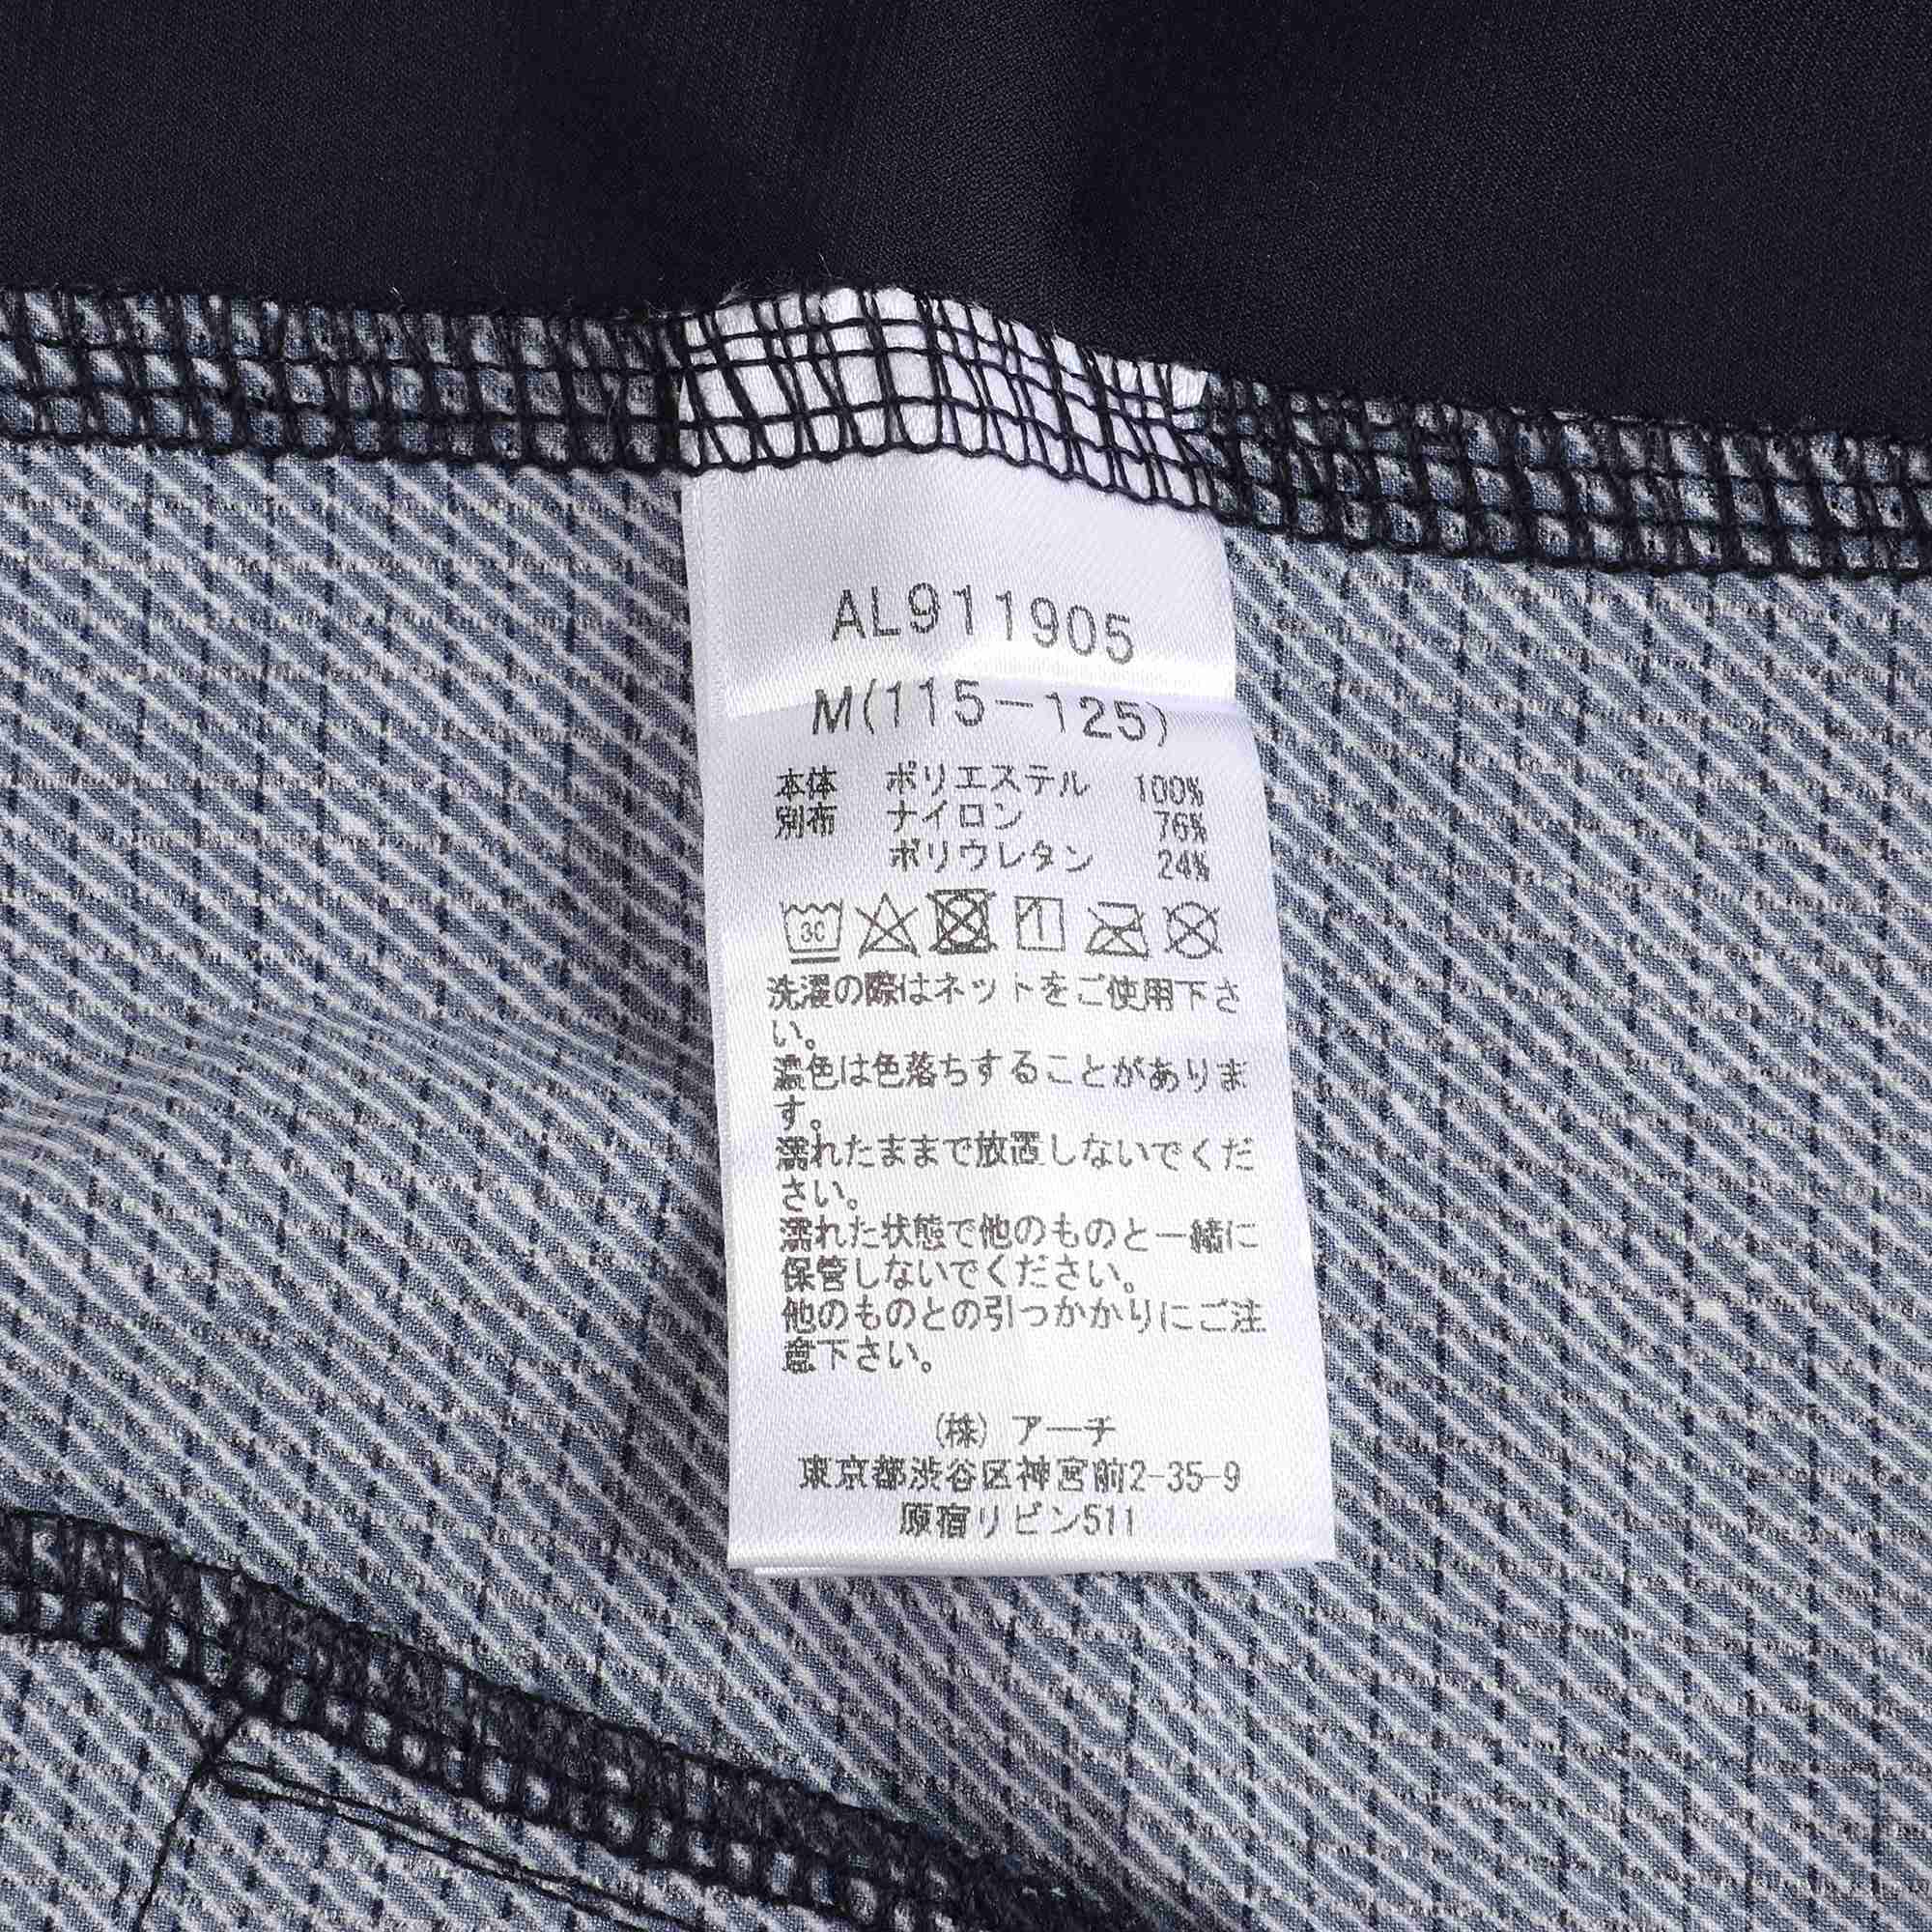 AL911905
M(115-125)
本体 ポリエステル 100%
別布 ナイロン 76%
ポリウレタン 24%
30
洗濯の際はネットをご使用下さ
い。
濃色は色落ちすることがありま
す。
濡れたままで放置しないでくだ
さい。
濡れた状態で他のものと一緒に
保管しないでください。
他のものとの引っかかりにご注
意下さい。
(株) アーチ
東京都渋谷区神宮前2-35-9
原宿リビン511